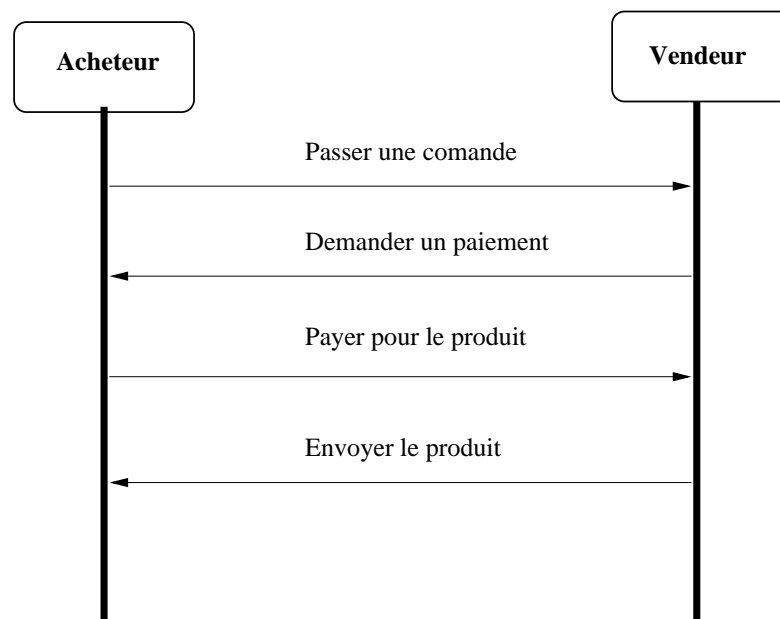 Acheteur
Vendeur
Passer une comande
Demander un paiement
Payer pour le produit
Envoyer le produit